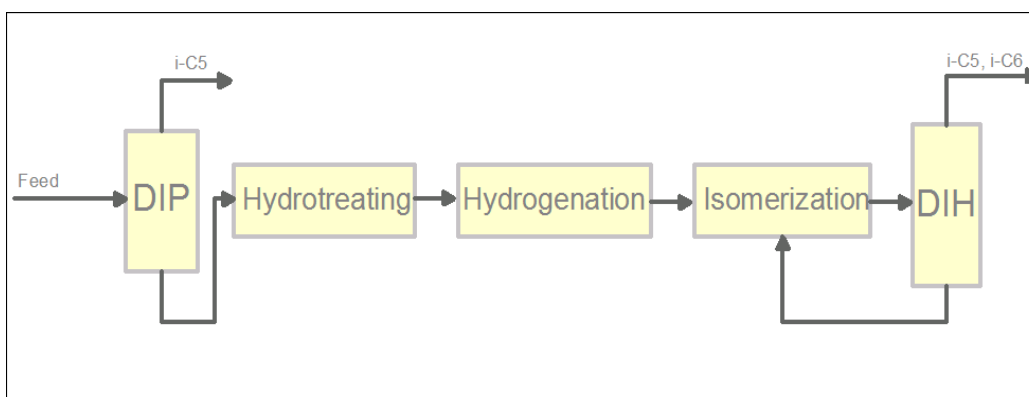 i-C5
i-C5, i-C6
Feed
DIP
Hydrotreating
Hydrogenation
Isomerization
DIH